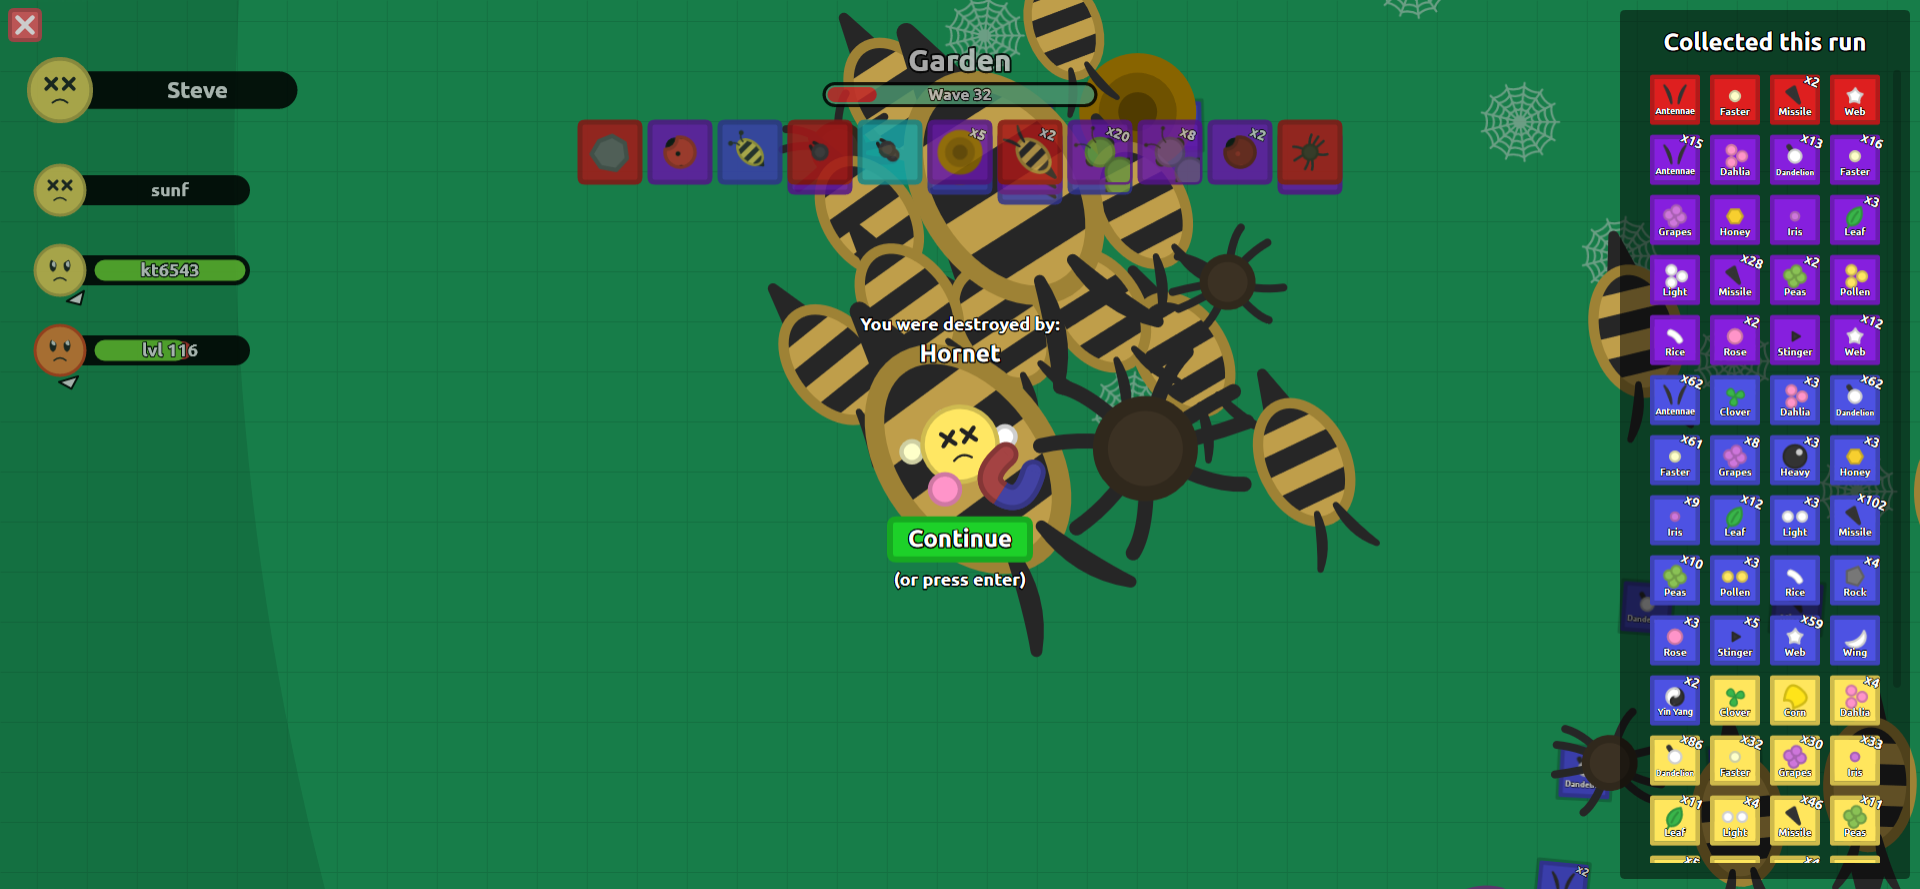 Garden
Wave 32
Steve
sunf
kt6543
lvl 116
x5
x2
x20
x8
x2
You were destroyed by:
Hornet
Continue
(or press enter)
Collected this run
Antennae
Faster
x2 Missile
Web
x15 Antennae
Dahlia
x13 Dandelion
x16 Faster
Grapes
Honey
Iris
x3 Leaf
Light
x28 Missile
x2 Peas
Pollen
Rice
x2 Rose
Stinger
x12 Web
x62 Antennae
Clover
x3 Dahlia
x62 Dandelion
x61 Faster
x8 Grapes
x3 Heavy
x3 Honey
x9 Iris
x12 Leaf
x3 Light
x102 Missile
x10 Peas
x3 Pollen
Rice
x4 Rock
x3 Rose
x5 Stinger
x59 Web
Wing
x2 Yin Yang
Clover
Corn
x4 Dahlia
x86 Dandelion
x32 Faster
x30 Grapes
x33 Iris
x11 Leaf
x4 Light
x46 Missile
x11 Peas
x2